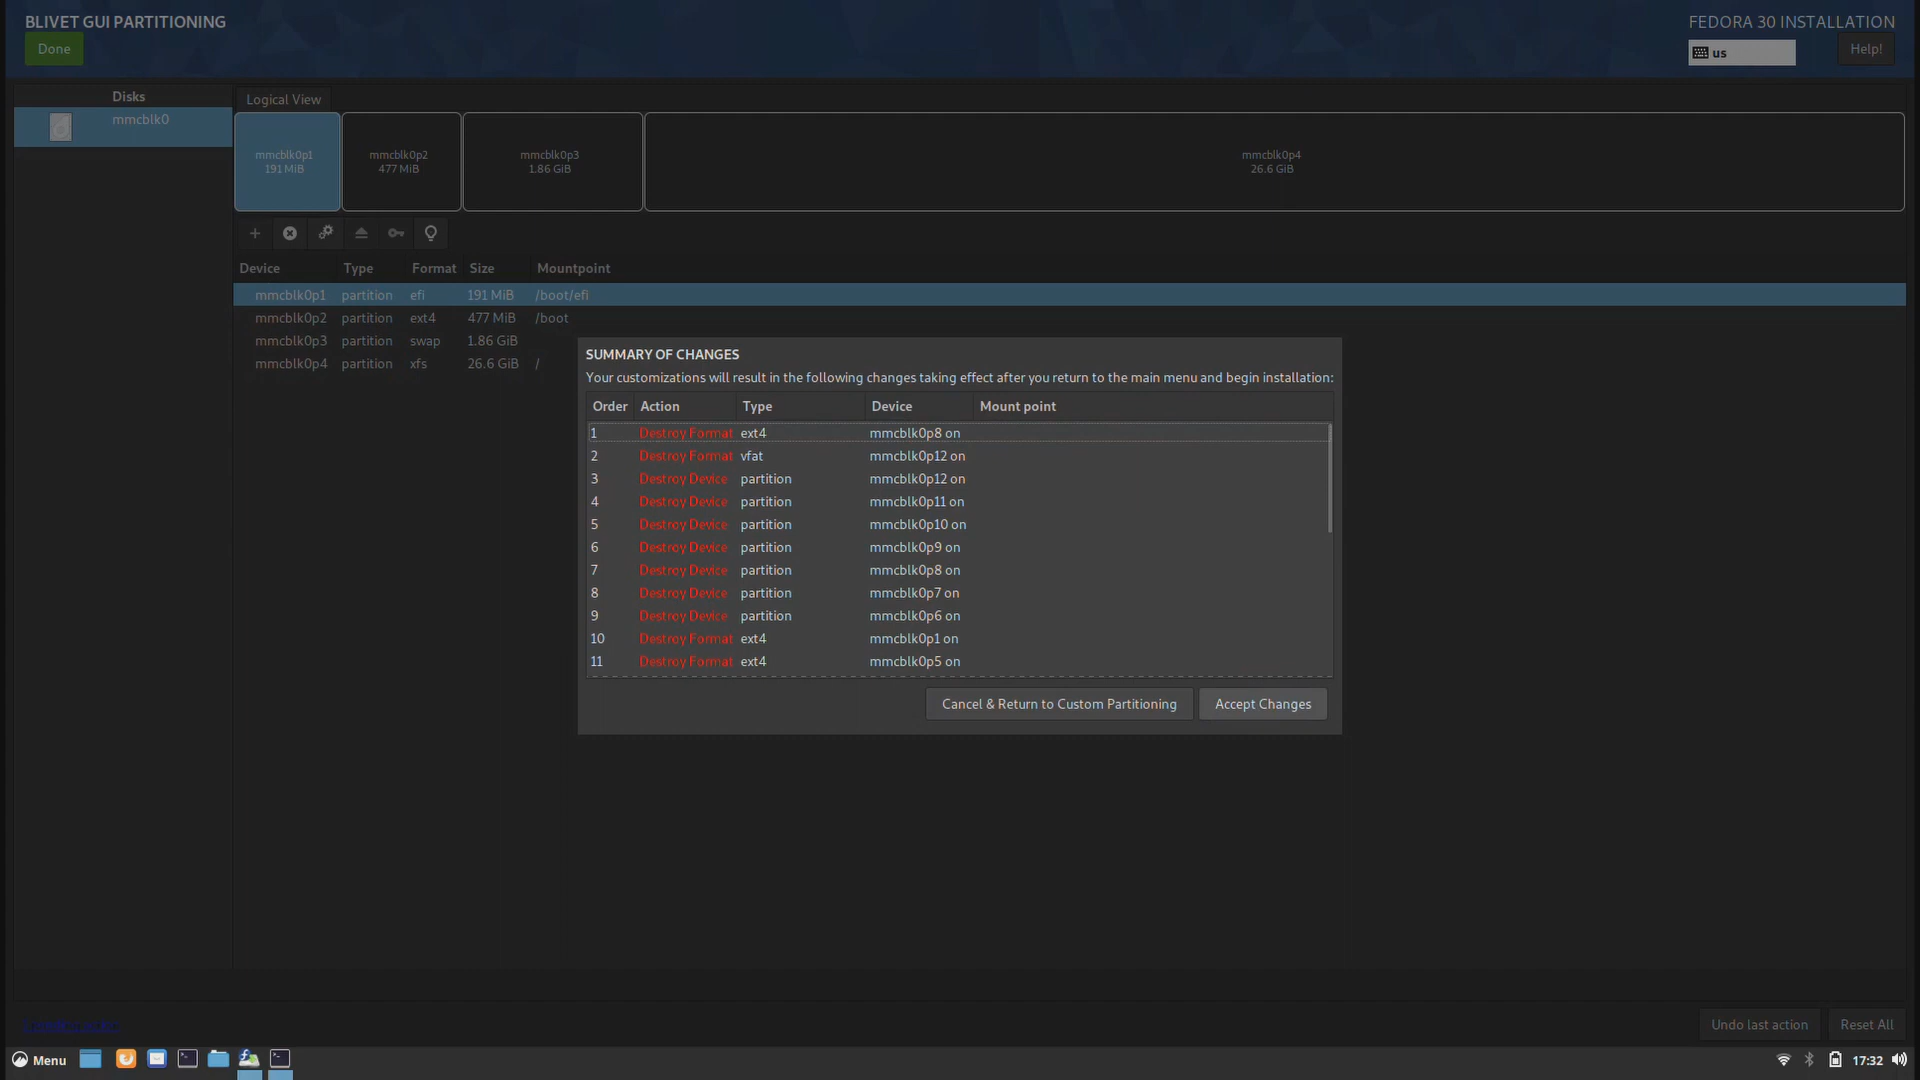 BLIVET GUI PARTITIONING
FEDORA 30 INSTALLATION
Done
us
Help!
Disks
mmcblk0
Logical View
mmcblk0p1
191 MiB
mmcblk0p2
477 MiB
mmcblk0p3
1.86 GiB
mmcblk0p4
26.6 GiB
Device Type Format Size Mountpoint
mmcblk0p1 partition efi 191 MiB /boot/efi
mmcblk0p2 partition ext4 477 MiB /boot
mmcblk0p3 partition swap 1.86 GiB
mmcblk0p4 partition xfs 26.6 GiB /
SUMMARY OF CHANGES
Your customizations will result in the following changes taking effect after you return to the main menu and begin installation:
Order Action Type Device Mount point
1 Destroy Format ext4 mmcblk0p8 on
2 Destroy Format vfat mmcblk0p12 on
3 Destroy Device partition mmcblk0p12 on
4 Destroy Device partition mmcblk0p11 on
5 Destroy Device partition mmcblk0p10 on
6 Destroy Device partition mmcblk0p9 on
7 Destroy Device partition mmcblk0p8 on
8 Destroy Device partition mmcblk0p7 on
9 Destroy Device partition mmcblk0p6 on
10 Destroy Format ext4 mmcblk0p1 on
11 Destroy Format ext4 mmcblk0p5 on
Cancel & Return to Custom Partitioning
Accept Changes
Undo last action
Reset All
Menu
17:32